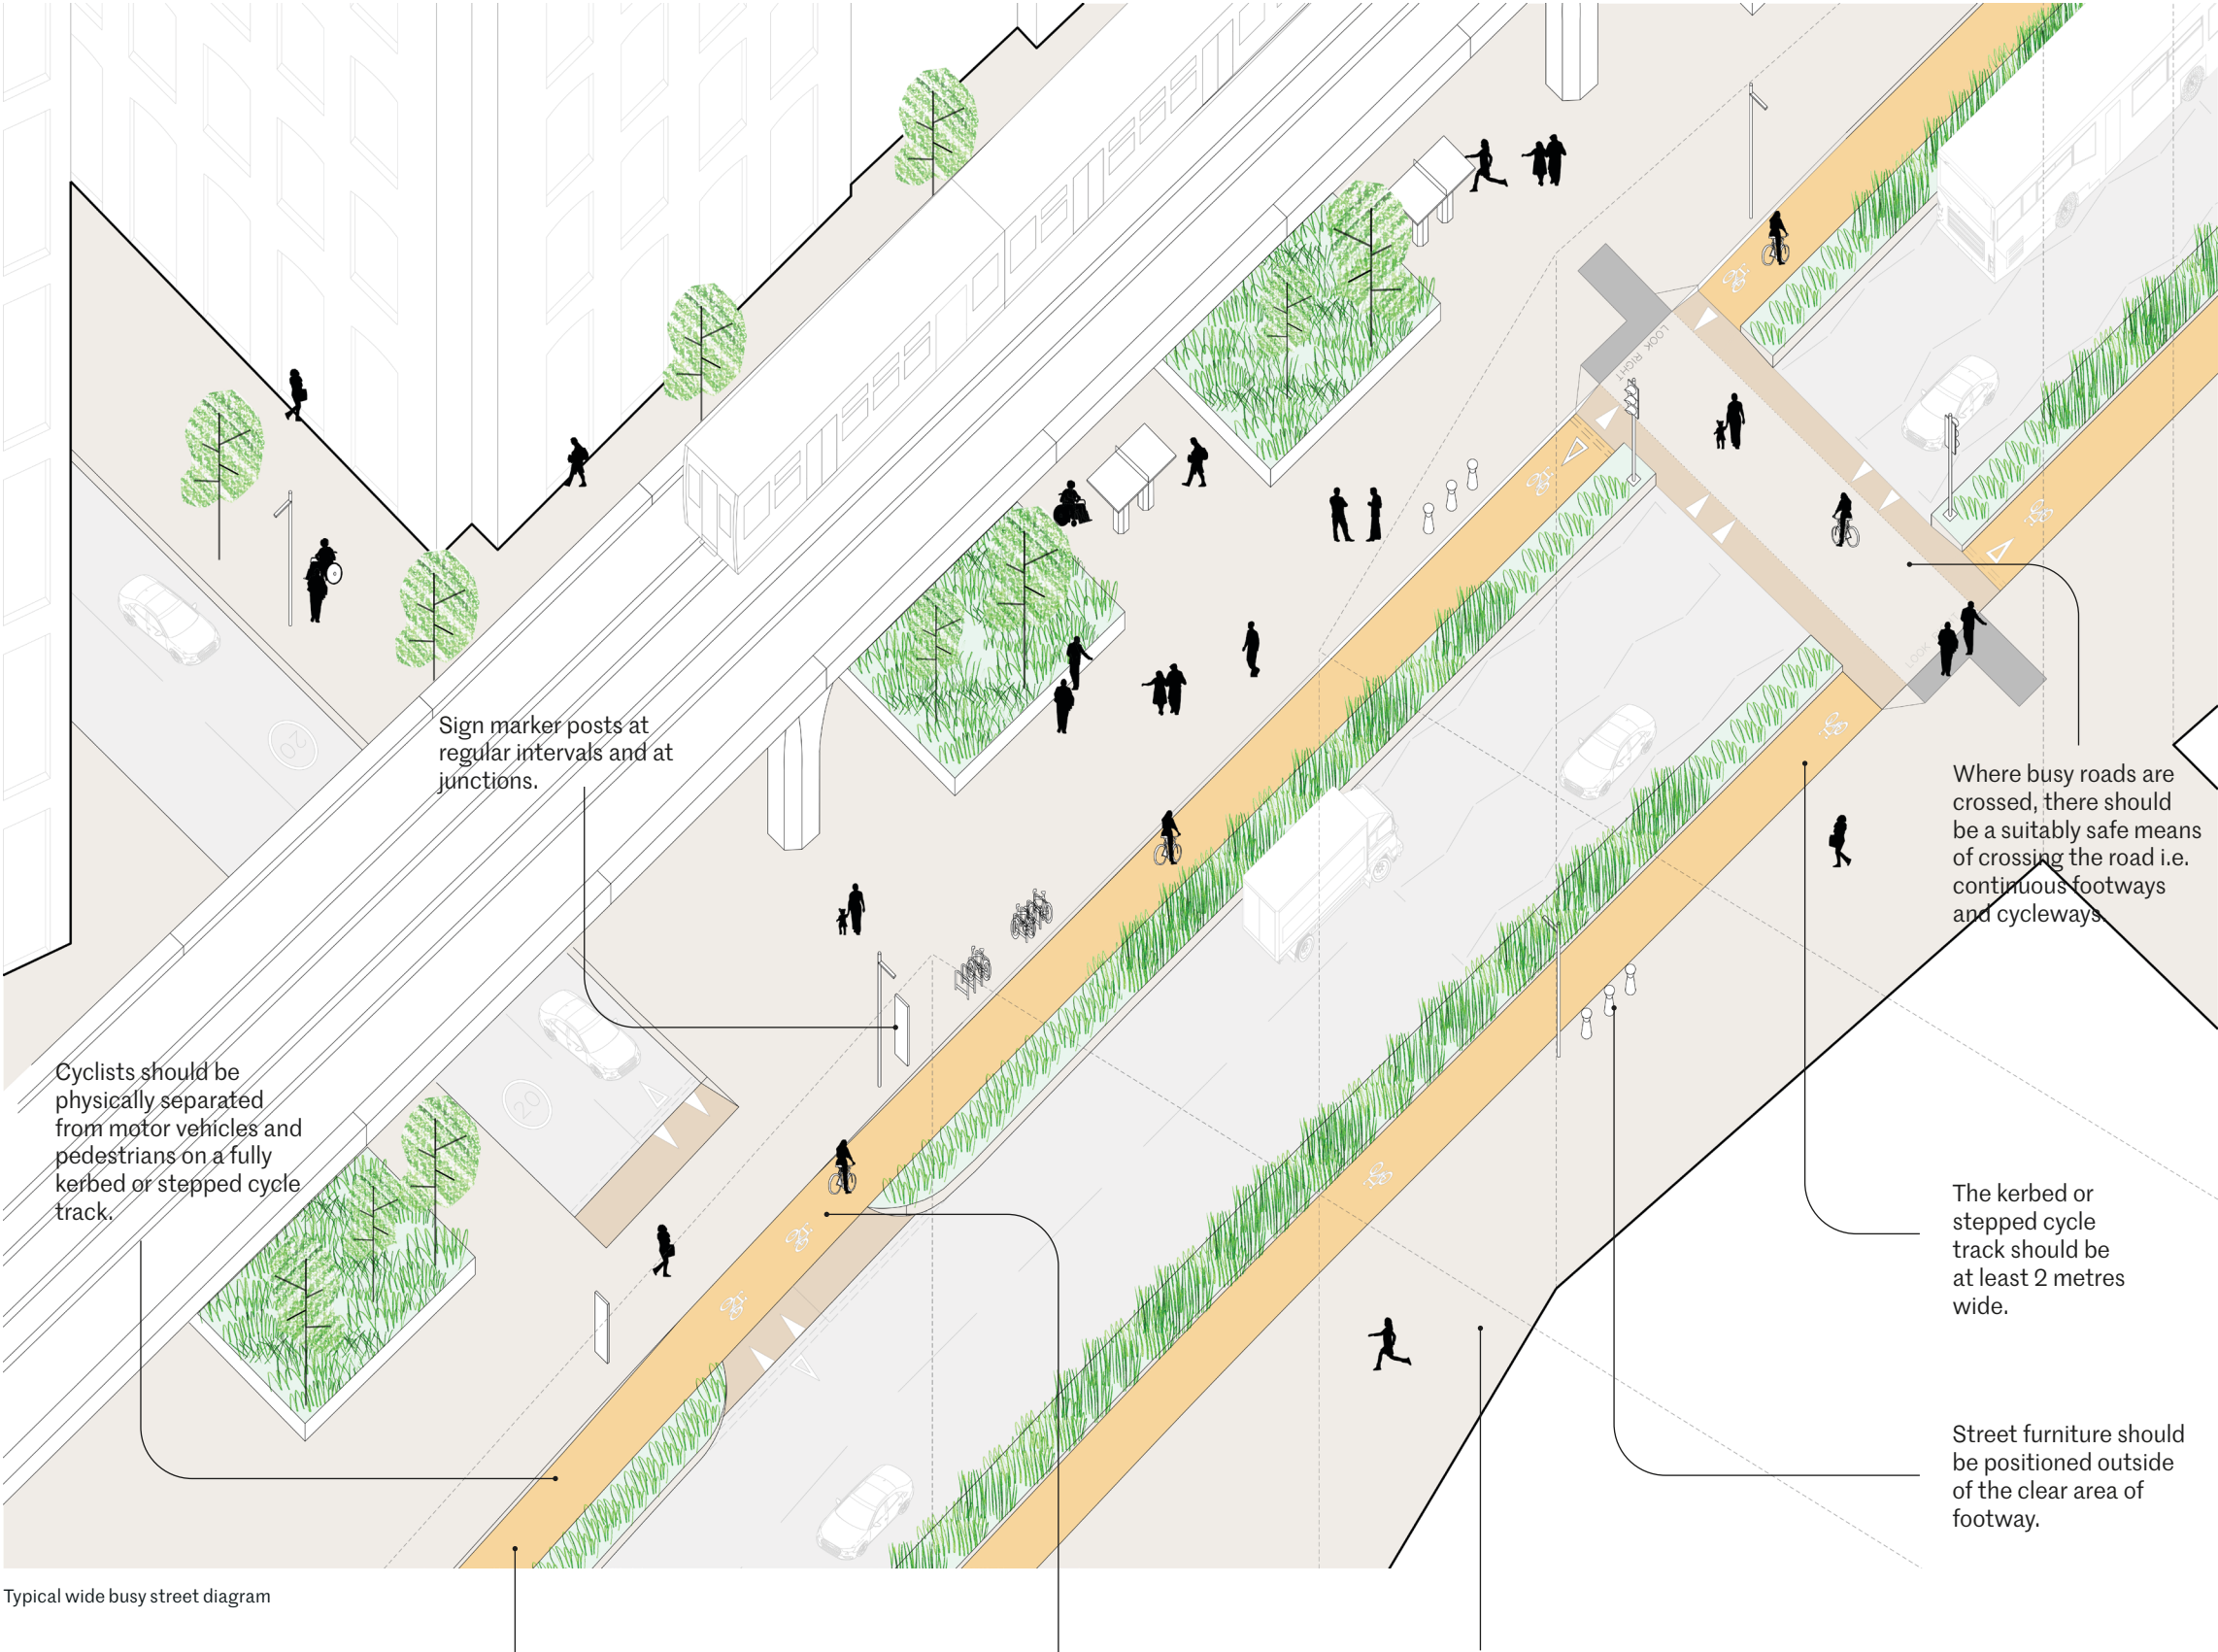 LOOK RIGHT
20
Sign marker posts at
regular intervals and at
junctions.
LOOK
Where busy roads are
crossed, there should
be a suitably safe means
of crossing the road i.e.
continuous footways
and cycleways.
Cyclists should be
physically separated
from motor vehicles and
pedestrians on a fully
kerbed or stepped cycle
track.
20
The kerbed or
stepped cycle
track should be
at least 2 metres
wide.
Street furniture should
be positioned outside
of the clear area of
footway.
Typical wide busy street diagram